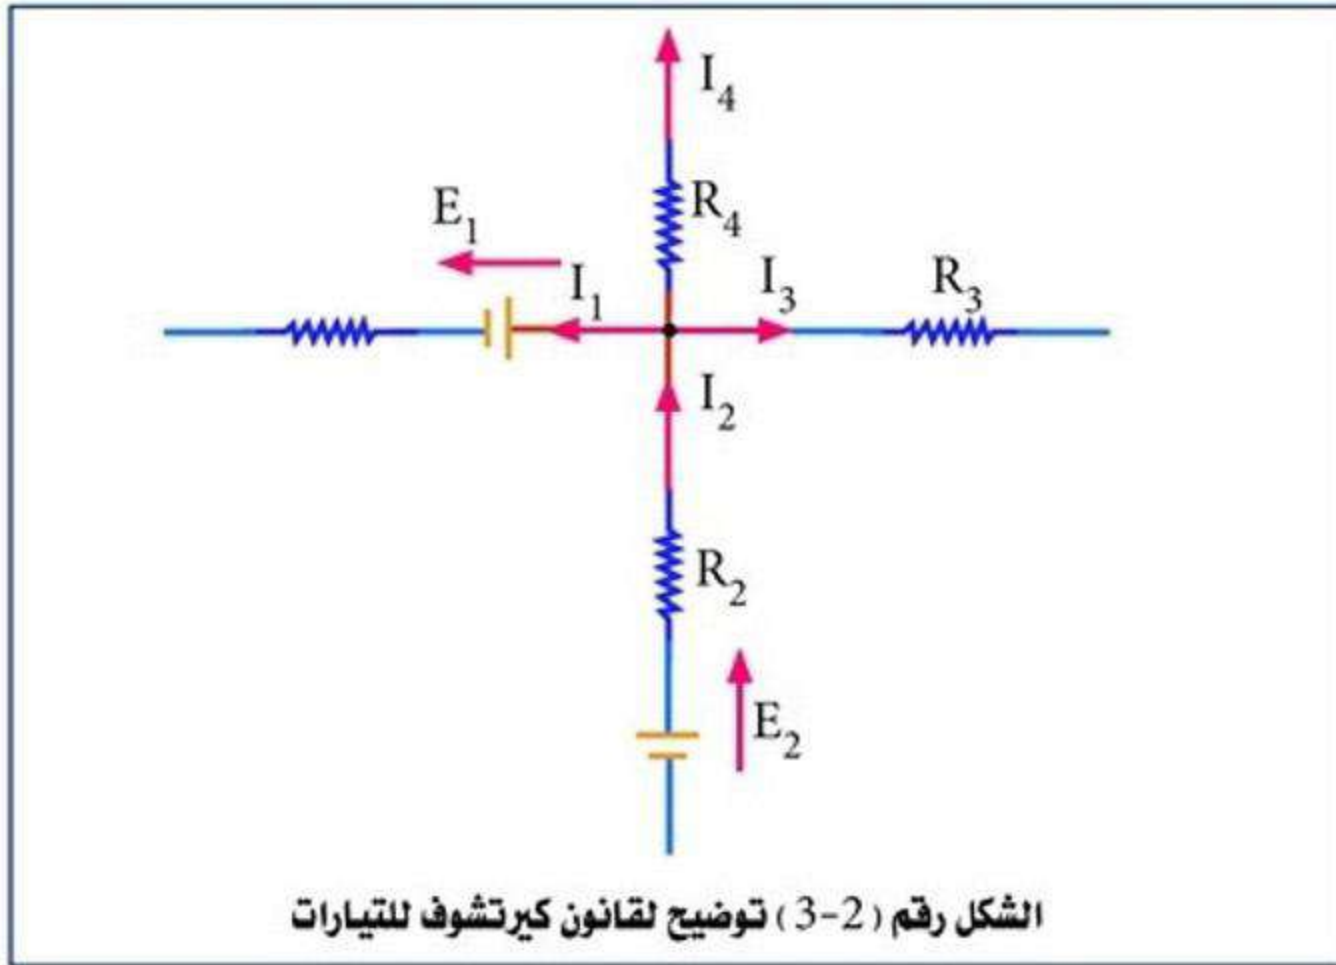 I4
R4
E1
I1
I3
R3
I2
R2
E2
الشكل رقم (2-3) توضيح لقانون كيرتشوف للتيارات